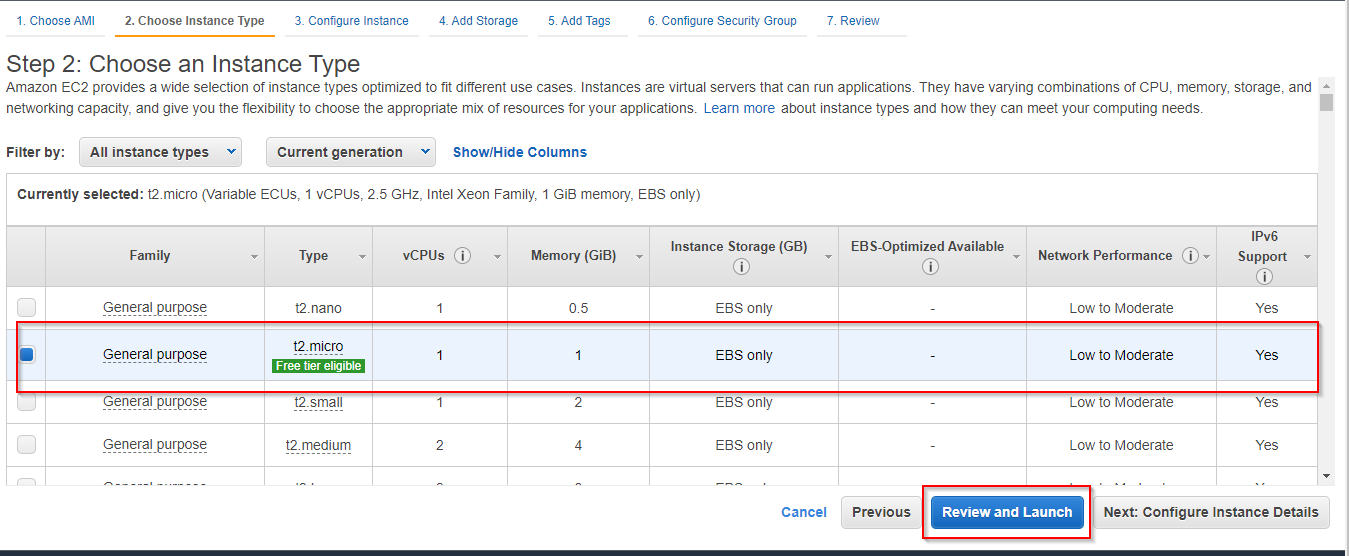 1. Choose AMI 2. Choose Instance Type 3. Configure Instance 4. Add Storage 5. Add Tags 6. Configure Security Group 7. Review
Step 2: Choose an Instance Type
Amazon EC2 provides a wide selection of instance types optimized to fit different use cases. Instances are virtual servers that can run applications. They have varying combinations of CPU, memory, storage, and
networking capacity, and give you the flexibility to choose the appropriate mix of resources for your applications. Learn more about instance types and how they can meet your computing needs.
Filter by: All instance types Current generation Show/Hide Columns
Currently selected: t2.micro (Variable ECUs, 1 vCPUs, 2.5 GHz, Intel Xeon Family, 1 GiB memory, EBS only)
Family Type vCPUs Memory (GiB) Instance Storage (GB) EBS-Optimized Available Network Performance IPv6 Support
General purpose t2.nano 1 0.5 EBS only - Low to Moderate Yes
General purpose t2.micro Free tier eligible 1 1 EBS only - Low to Moderate Yes
General purpose t2.small 1 2 EBS only - Low to Moderate Yes
General purpose t2.medium 2 4 EBS only - Low to Moderate Yes
Cancel Previous Review and Launch Next: Configure Instance Details